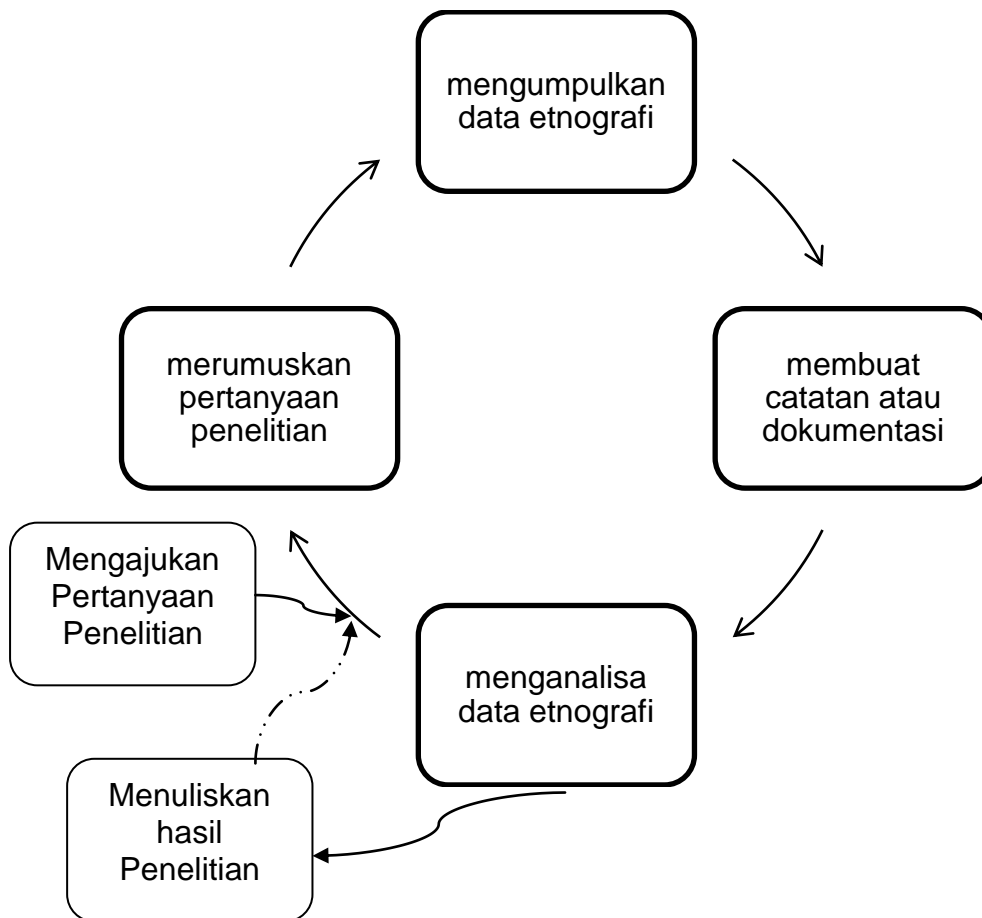 mengumpulkan
data etnografi
merumuskan
pertanyaan
penelitian
membuat
catatan atau
dokumentasi
Mengajukan
Pertanyaan
Penelitian
menganalisa
data etnografi
Menuliskan
hasil
Penelitian